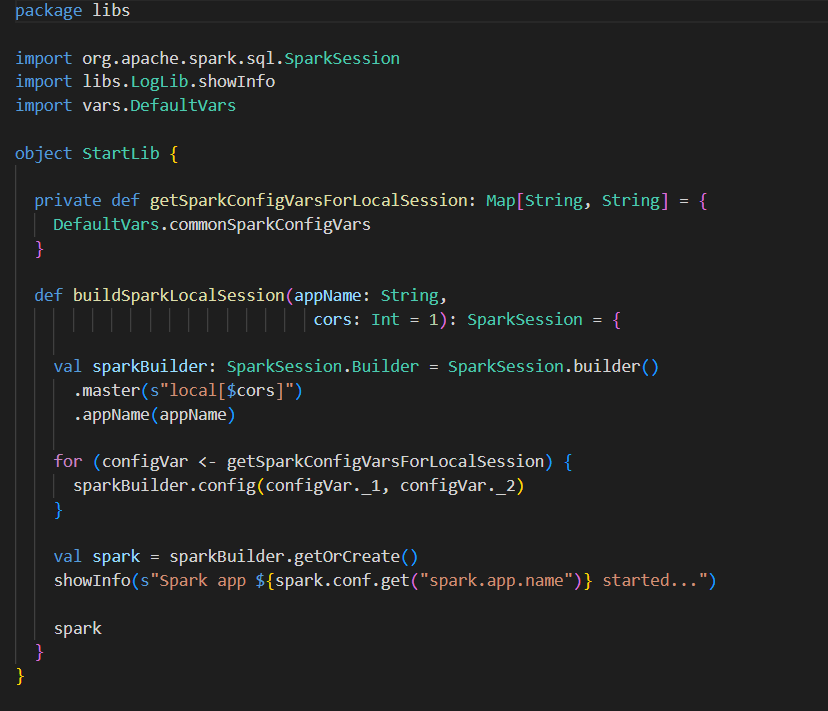 package libs
import org.apache.spark.sql.SparkSession
import libs.LogLib.showInfo
import vars.DefaultVars
object StartLib {
private def getSparkConfigVarsForLocalSession: Map[String, String] = {
DefaultVars.commonSparkConfigVars
}
def buildSparkLocalSession(appName: String,
cors: Int = 1): SparkSession = {
val sparkBuilder: SparkSession.Builder = SparkSession.builder()
.master(s"local[$cors]")
.appName(appName)
for (configVar <- getSparkConfigVarsForLocalSession) {
sparkBuilder.config(configVar._1, configVar._2)
}
val spark = sparkBuilder.getOrCreate()
showInfo(s"Spark app ${spark.conf.get("spark.app.name")} started...")
spark
}
}